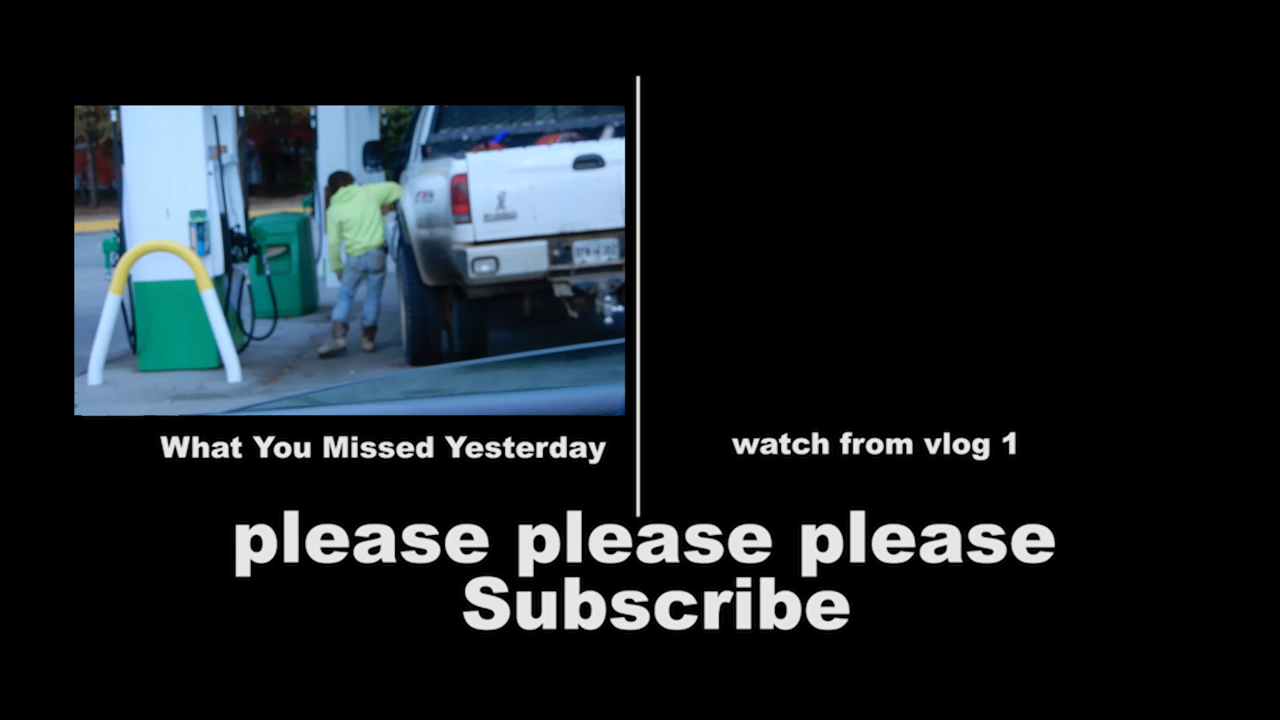 What You Missed Yesterday
watch from vlog 1
please please please
Subscribe